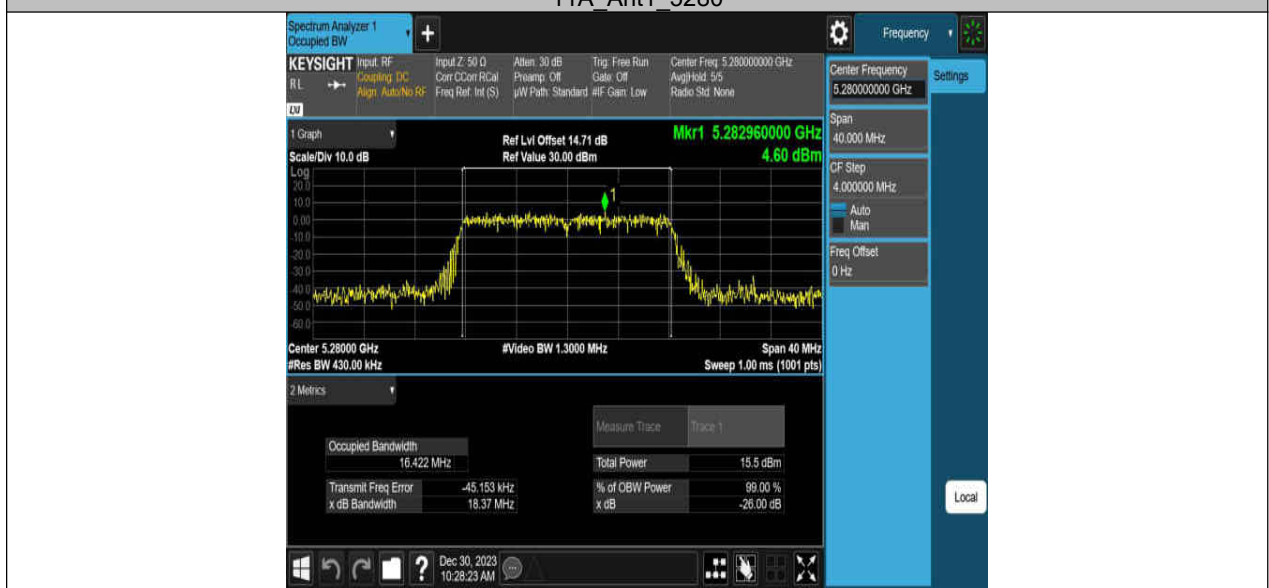 11A_Ant1_5280
Spectrum Analyzer 1
Occupied BW
+
Frequency
KEYSIGHT
RL
Input: RF
Coupling: DC
Align: Auto/No RF
Input Z: 50 Ω
Corr CCorr RCal
Freq Ref: Int (S)
Atten: 30 dB
Preamp: Off
µW Path: Standard
Trig: Free Run
Gate: Off
#IF Gain: Low
Center Freq: 5.280000000 GHz
Avg|Hold: 5/5
Radio Std: None
Center Frequency
5.280000000 GHz
Settings
Span
40.000 MHz
CF Step
4.000000 MHz
Auto
Man
Freq Offset
0 Hz
Local
1 Graph
Scale/Div 10.0 dB
Ref Lvl Offset 14.71 dB
Ref Value 30.00 dBm
Mkr1 5.282960000 GHz
4.60 dBm
Log
20.0
10.0
0.00
-10.0
-20.0
-30.0
-40.0
-50.0
-60.0
1
Center 5.28000 GHz
#Res BW 430.00 kHz
#Video BW 1.3000 MHz
Span 40 MHz
Sweep 1.00 ms (1001 pts)
2 Metrics
Measure Trace Trace 1
Occupied Bandwidth
16.422 MHz
Total Power 15.5 dBm
Transmit Freq Error -45.153 kHz
% of OBW Power 99.00 %
x dB Bandwidth 18.37 MHz
x dB -26.00 dB
?
Dec 30, 2023
10:28:23 AM